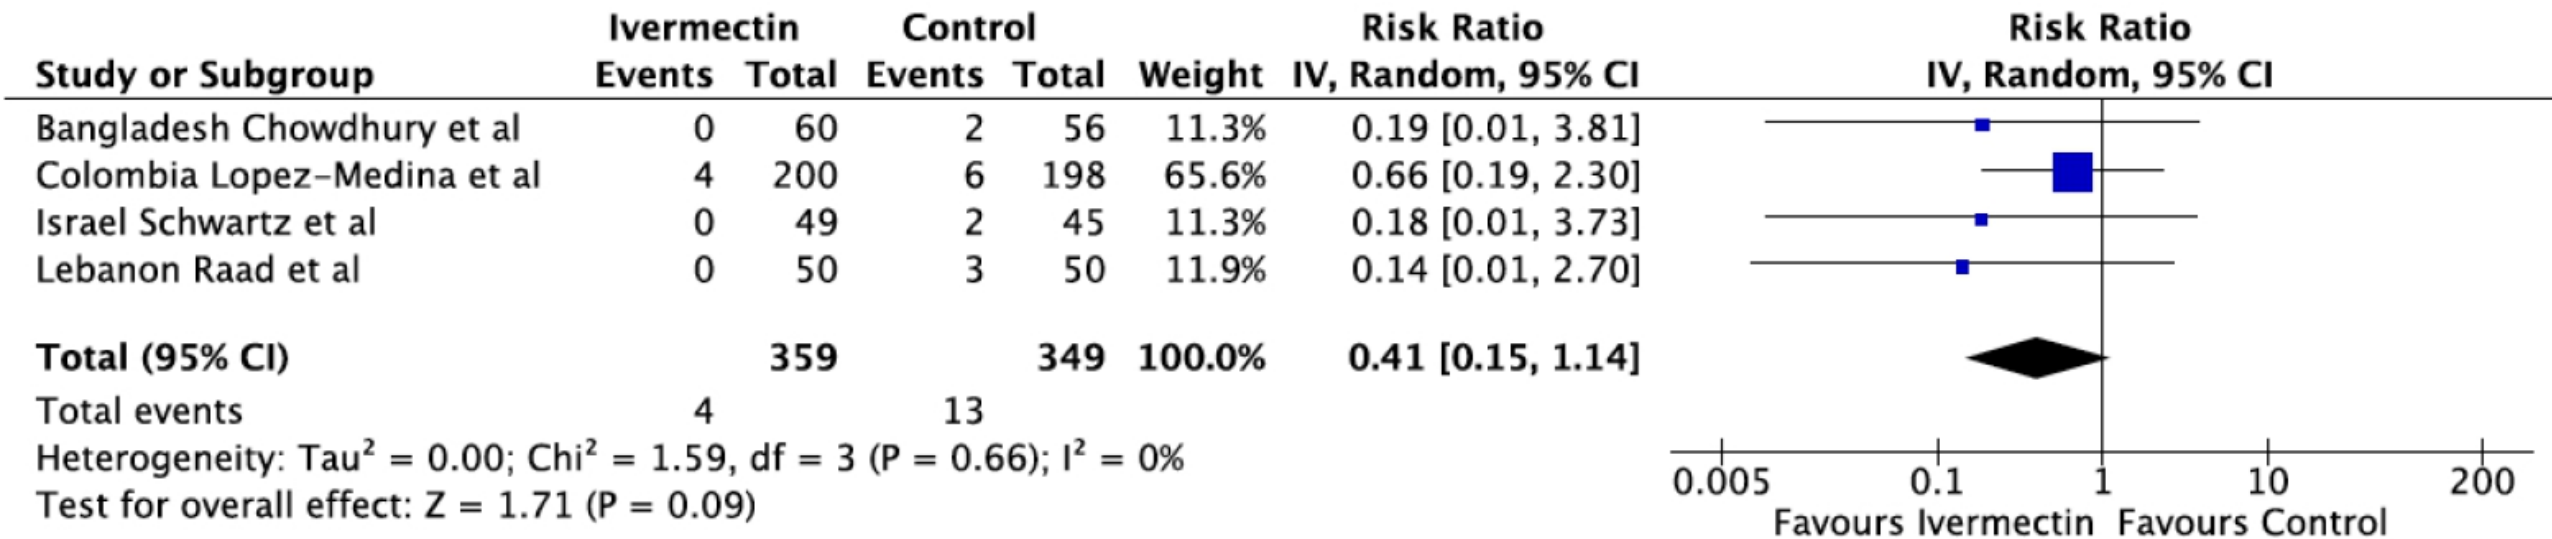 Ivermectin Control Risk Ratio Risk Ratio
Study or Subgroup Events Total Events Total Weight IV, Random, 95% CI IV, Random, 95% CI
Bangladesh Chowdhury et al 0 60 2 56 11.3% 0.19 [0.01, 3.81]
Colombia Lopez-Medina et al 4 200 6 198 65.6% 0.66 [0.19, 2.30]
Israel Schwartz et al 0 49 2 45 11.3% 0.18 [0.01, 3.73]
Lebanon Raad et al 0 50 3 50 11.9% 0.14 [0.01, 2.70]
Total (95% CI) 359 349 100.0% 0.41 [0.15, 1.14]
Total events 4 13
Heterogeneity: Tau² = 0.00; Chi² = 1.59, df = 3 (P = 0.66); I² = 0%
Test for overall effect: Z = 1.71 (P = 0.09)
0.005 0.1 1 10 200
Favours Ivermectin Favours Control